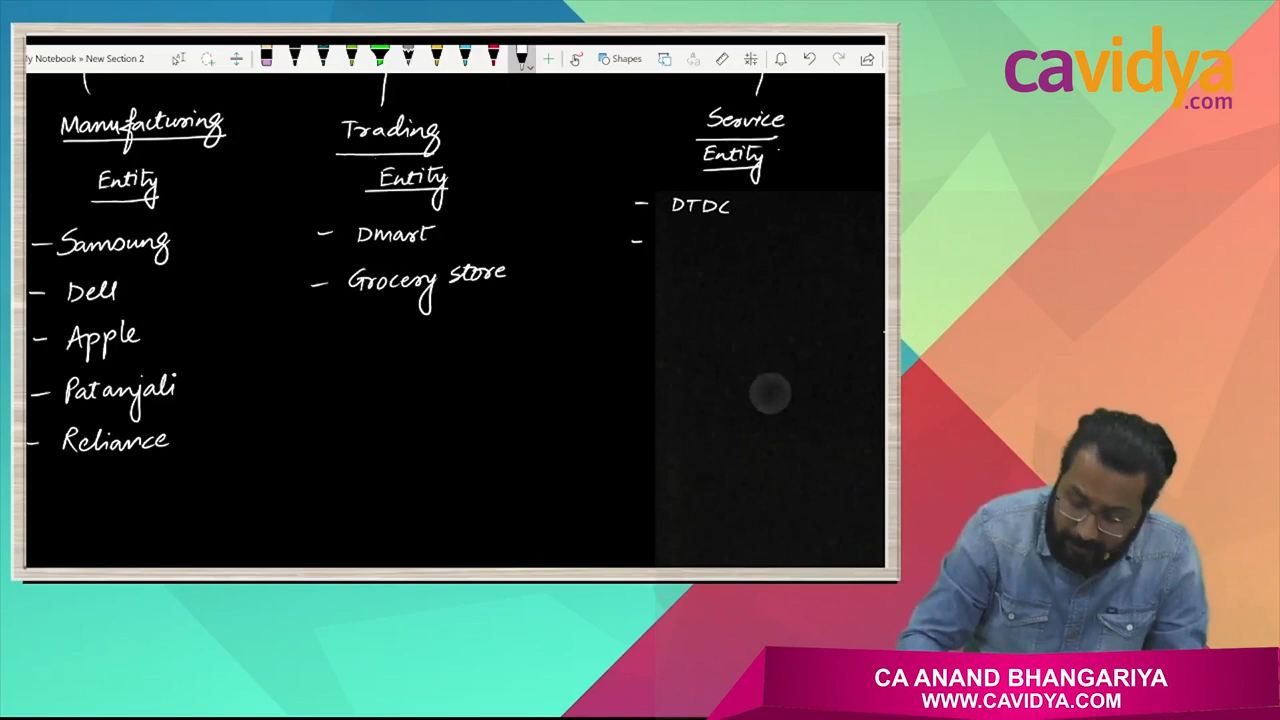 y Notebook » New Section 2
Shapes
cavidya
.com
Manufacturing
Entity
- Samsung
- Dell
- Apple
- Patanjali
- Reliance
Trading
Entity
- Dmart
- Grocery store
Service
Entity
- DTDC
-
CA ANAND BHANGARIYA
WWW.CAVIDYA.COM